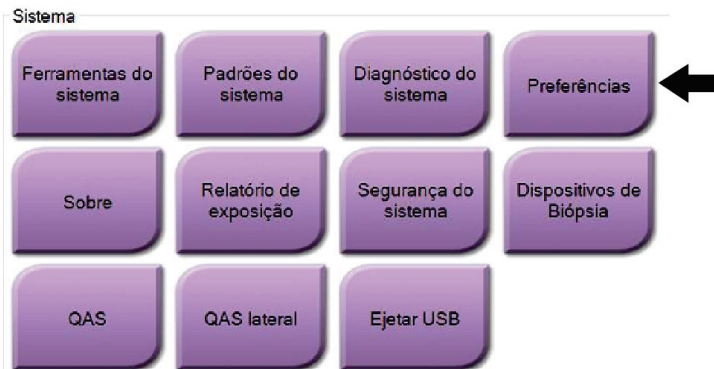 Sistema
Ferramentas do
sistema
Padrões do
sistema
Diagnóstico do
sistema
Preferências
Sobre
Relatório de
exposição
Segurança do
sistema
Dispositivos de
Biópsia
QAS
QAS lateral
Ejetar USB